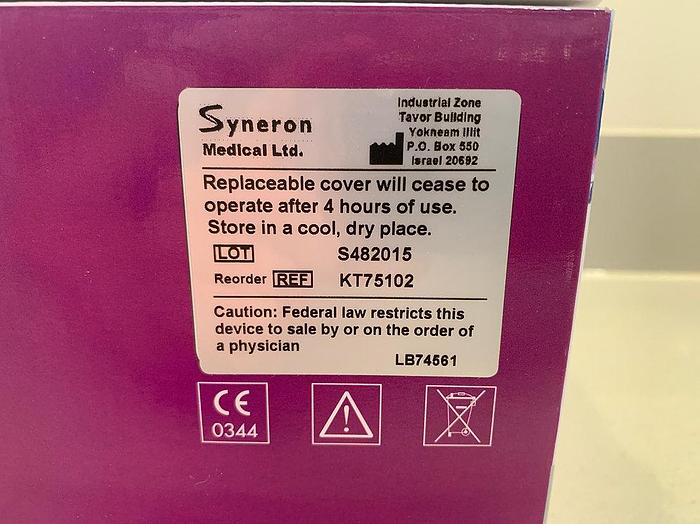 Syneron
Medical Ltd.
Industrial Zone
Tavor Building
Yokneam Illit
P.O. Box 550
Israel 20692
Replaceable cover will cease to
operate after 4 hours of use.
Store in a cool, dry place.
LOT S482015
Reorder REF KT75102
Caution: Federal law restricts this
device to sale by or on the order of
a physician
LB74561
CE
0344